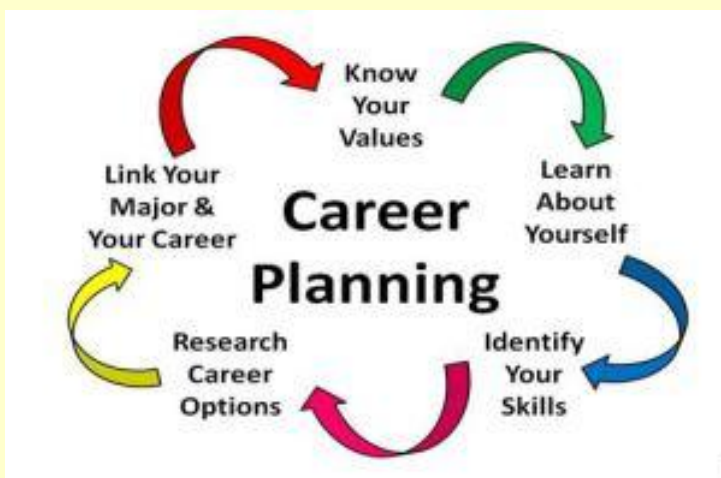 Career
Planning
Know
Your
Values
Learn
About
Yourself
Identify
Your
Skills
Research
Career
Options
Link Your
Major &
Your Career